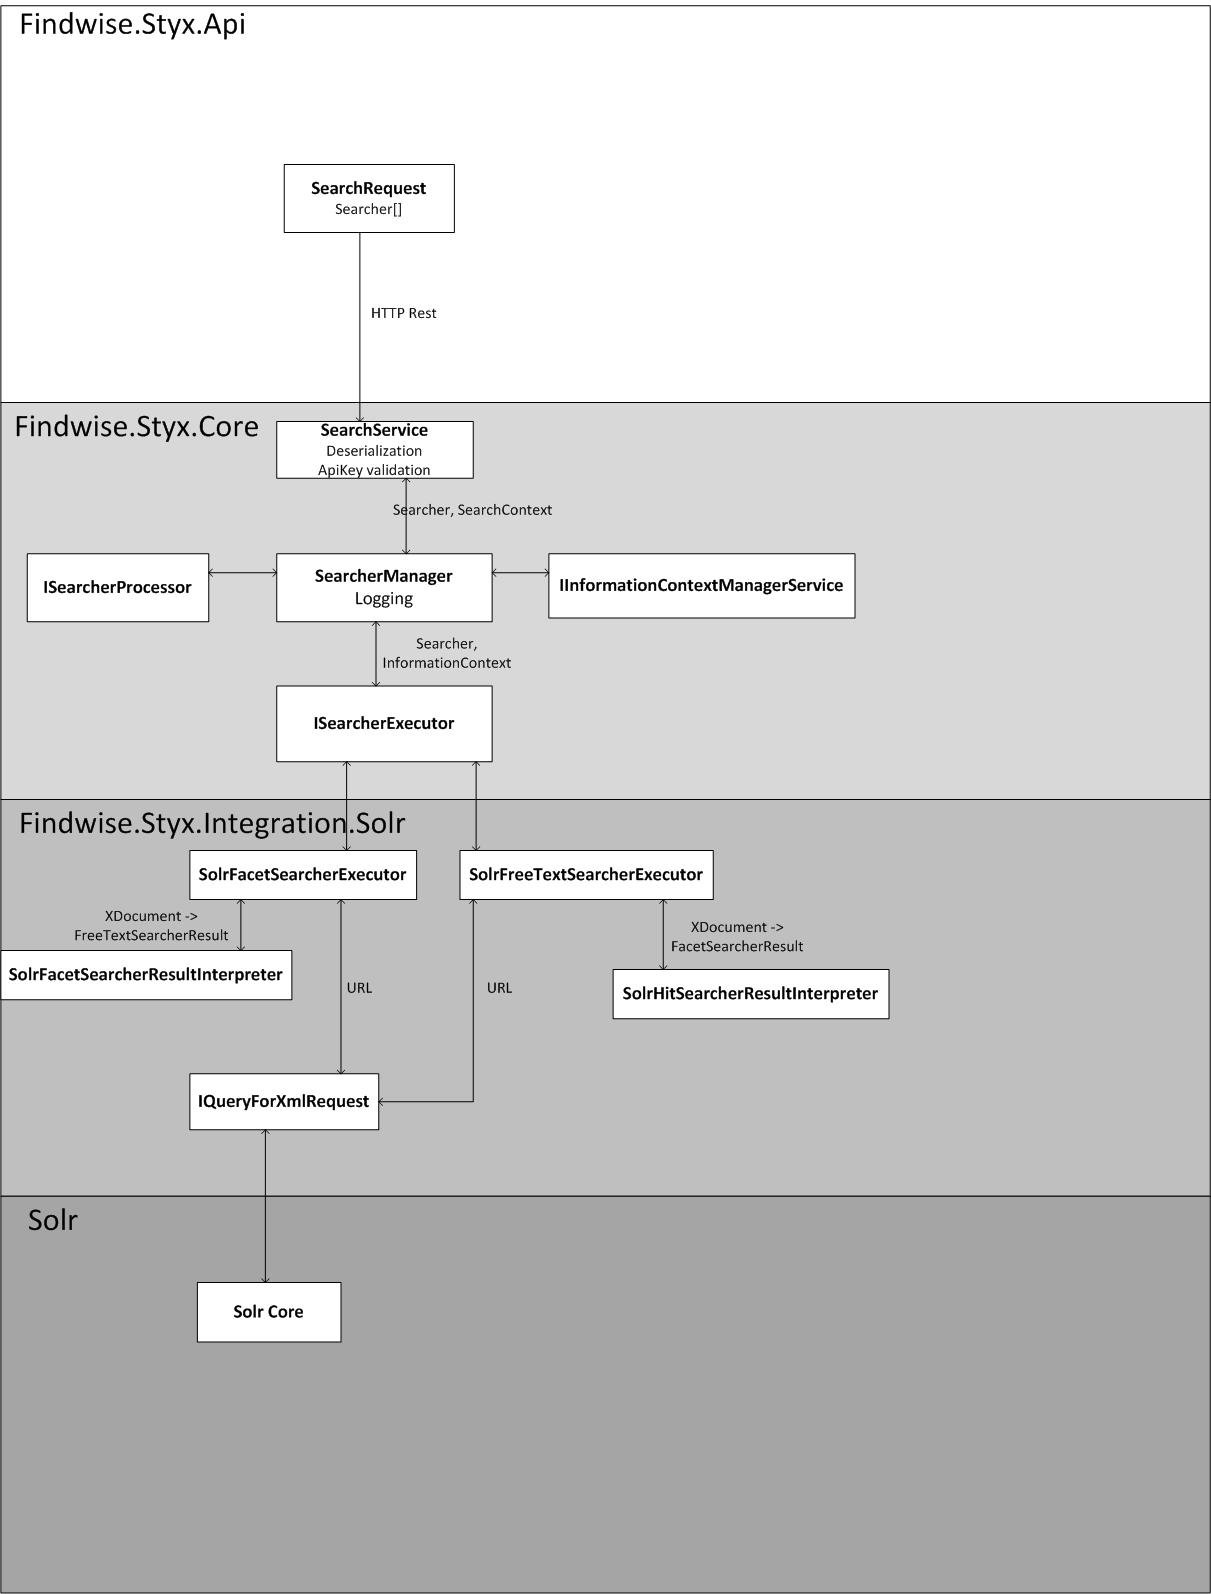 Findwise.Styx.Api
SearchRequest
Searcher[]
HTTP Rest
Findwise.Styx.Core
SearchService
Deserialization
ApiKey validation
Searcher, SearchContext
ISearcherProcessor
SearcherManager
Logging
IInformationContextManagerService
Searcher,
InformationContext
ISearcherExecutor
Findwise.Styx.Integration.Solr
SolrFacetSearcherExecutor
SolrFreeTextSearcherExecutor
XDocument ->
FreeTextSearcherResult
XDocument ->
FacetSearcherResult
SolrFacetSearcherResultInterpreter
URL
URL
SolrHitSearcherResultInterpreter
IQueryForXmlRequest
Solr
Solr Core